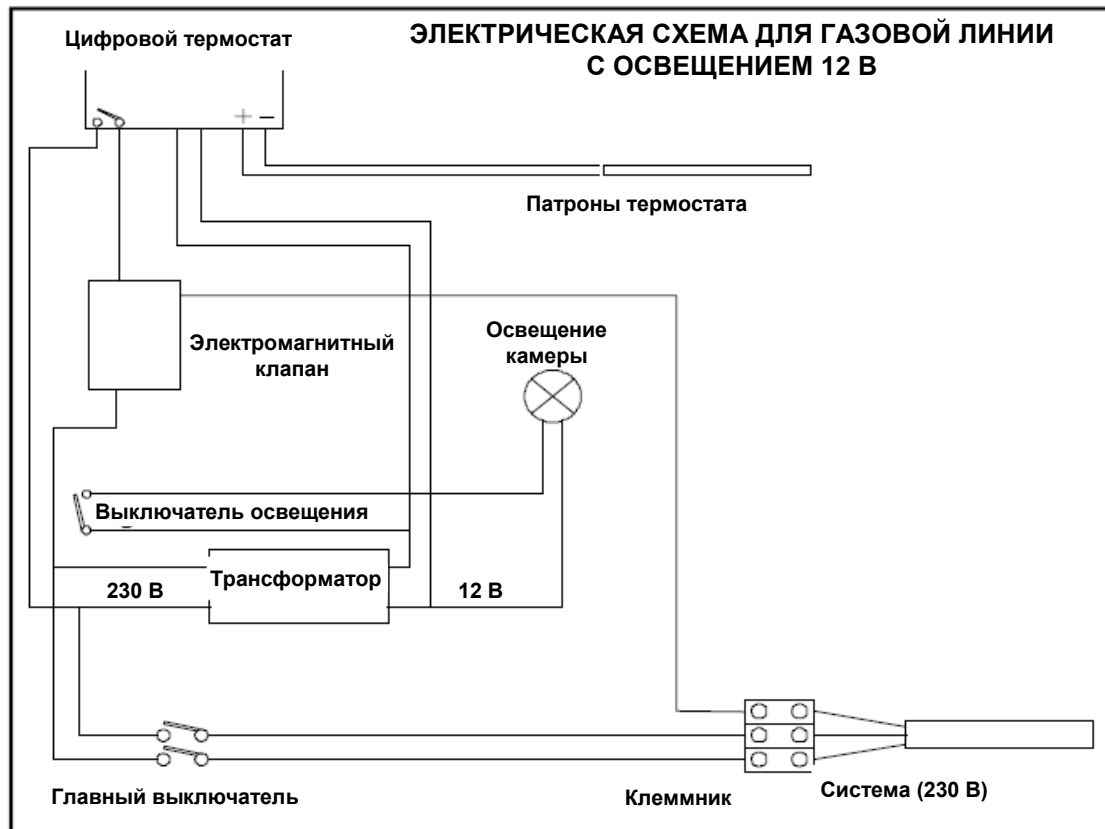 Цифровой термостат
ЭЛЕКТРИЧЕСКАЯ СХЕМА ДЛЯ ГАЗОВОЙ ЛИНИИ
С ОСВЕЩЕНИЕМ 12 В
+ −
Патроны термостата
Электромагнитный
клапан
Освещение
камеры
Выключатель освещения
Трансформатор
230 В
12 В
Главный выключатель
Клеммник
Система (230 В)